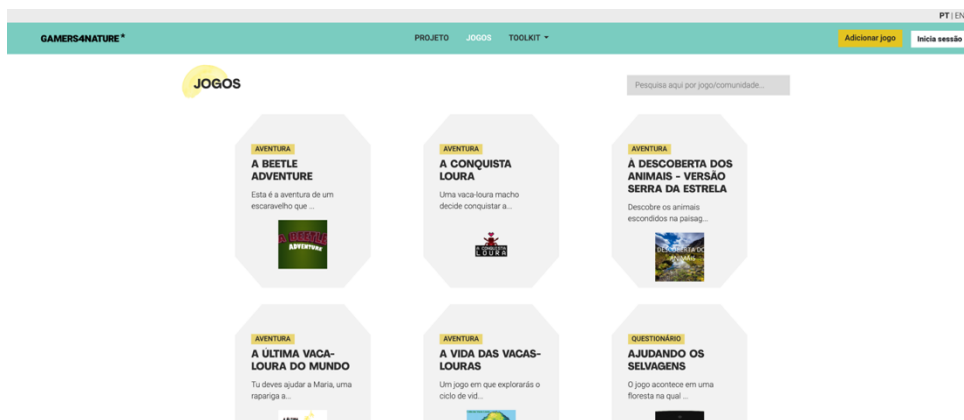 PT | EN
GAMERS4NATURE*
PROJETO JOGOS TOOLKIT
Adicionar jogo
Inicia sessão
JOGOS
Pesquisa aqui por jogo/comunidade...
AVENTURA
A BEETLE
ADVENTURE
Esta é a aventura de um
escaravelho que ...
A BEETLE
ADVENTURE
AVENTURA
A CONQUISTA
LOURA
Uma vaca-loura macho
decide conquistar a...
A CONQUISTA
LOURA
AVENTURA
À DESCOBERTA DOS
ANIMAIS - VERSÃO
SERRA DA ESTRELA
Descobre os animais
escondidos na paisag...
DESCOBERTA DO
ANIMAIS
AVENTURA
A ÚLTIMA VACA-
LOURA DO MUNDO
Tu deves ajudar a Maria, uma
rapariga a...
AVENTURA
A VIDA DAS VACAS-
LOURAS
Um jogo em que explorarás o
ciclo de vid...
QUESTIONÁRIO
AJUDANDO OS
SELVAGENS
O jogo acontece em uma
floresta na qual ...